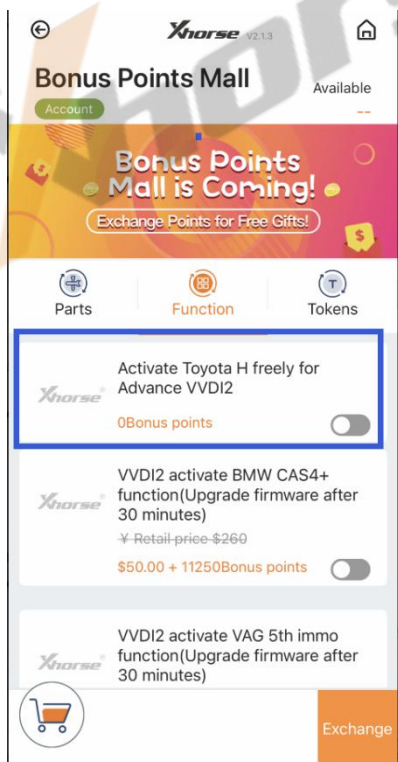 Xhorse V2.1.3
Bonus Points Mall
Available
Account
--
Bonus Points
Mall is Coming!
Exchange Points for Free Gifts!
Parts
Function
Tokens
Activate Toyota H freely for
Advance VVDI2
Xhorse
0Bonus points
VVDI2 activate BMW CAS4+
function(Upgrade firmware after
30 minutes)
Xhorse
¥ Retail price $260
$50.00 + 11250Bonus points
VVDI2 activate VAG 5th immo
function(Upgrade firmware after
30 minutes)
Xhorse
Exchange